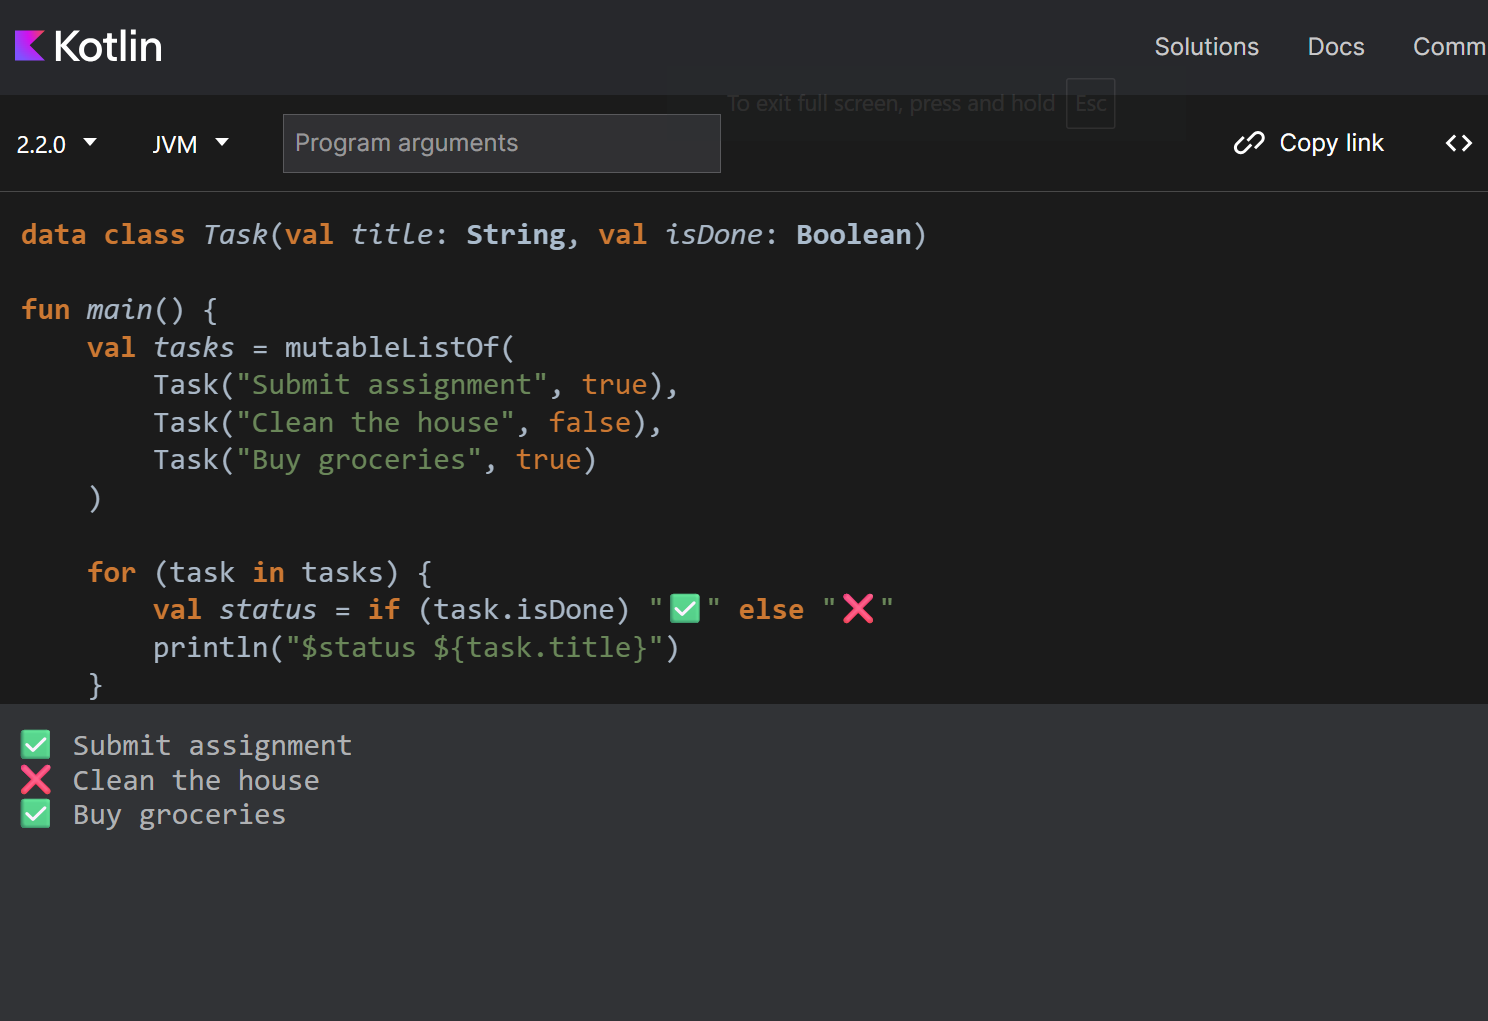 Kotlin
Solutions Docs Comm
To exit full screen, press and hold Esc
2.2.0 JVM Program arguments Copy link <>
data class Task(val title: String, val isDone: Boolean)
fun main() {
    val tasks = mutableListOf(
        Task("Submit assignment", true),
        Task("Clean the house", false),
        Task("Buy groceries", true)
    )
    for (task in tasks) {
        val status = if (task.isDone) "✅" else "❌"
        println("$status ${task.title}")
    }
✅ Submit assignment
❌ Clean the house
✅ Buy groceries